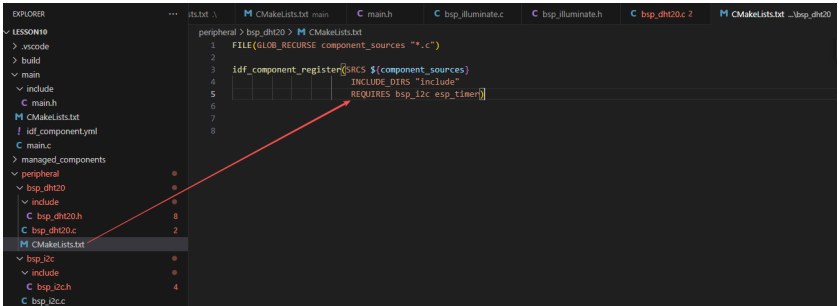 EXPLORER
···
LESSON10
.vscode
build
main
include
C main.h
M CMakeLists.txt
! idf_component.yml
C main.c
managed_components
peripheral
bsp_dht20
include
C bsp_dht20.h 8
C bsp_dht20.c 2
M CMakeLists.txt
bsp_i2c
include
C bsp_i2c.h 4
C bsp_i2c.c
sts.txt .\
M CMakeLists.txt main
C main.h
C bsp_illuminate.c
C bsp_illuminate.h
C bsp_dht20.c 2
M CMakeLists.txt ...\bsp_dht20
peripheral > bsp_dht20 > M CMakeLists.txt
1 FILE(GLOB_RECURSE component_sources "*.c")
2
3 idf_component_register(SRCS ${component_sources}
4 INCLUDE_DIRS "include"
5 REQUIRES bsp_i2c esp_timer)
6
7
8